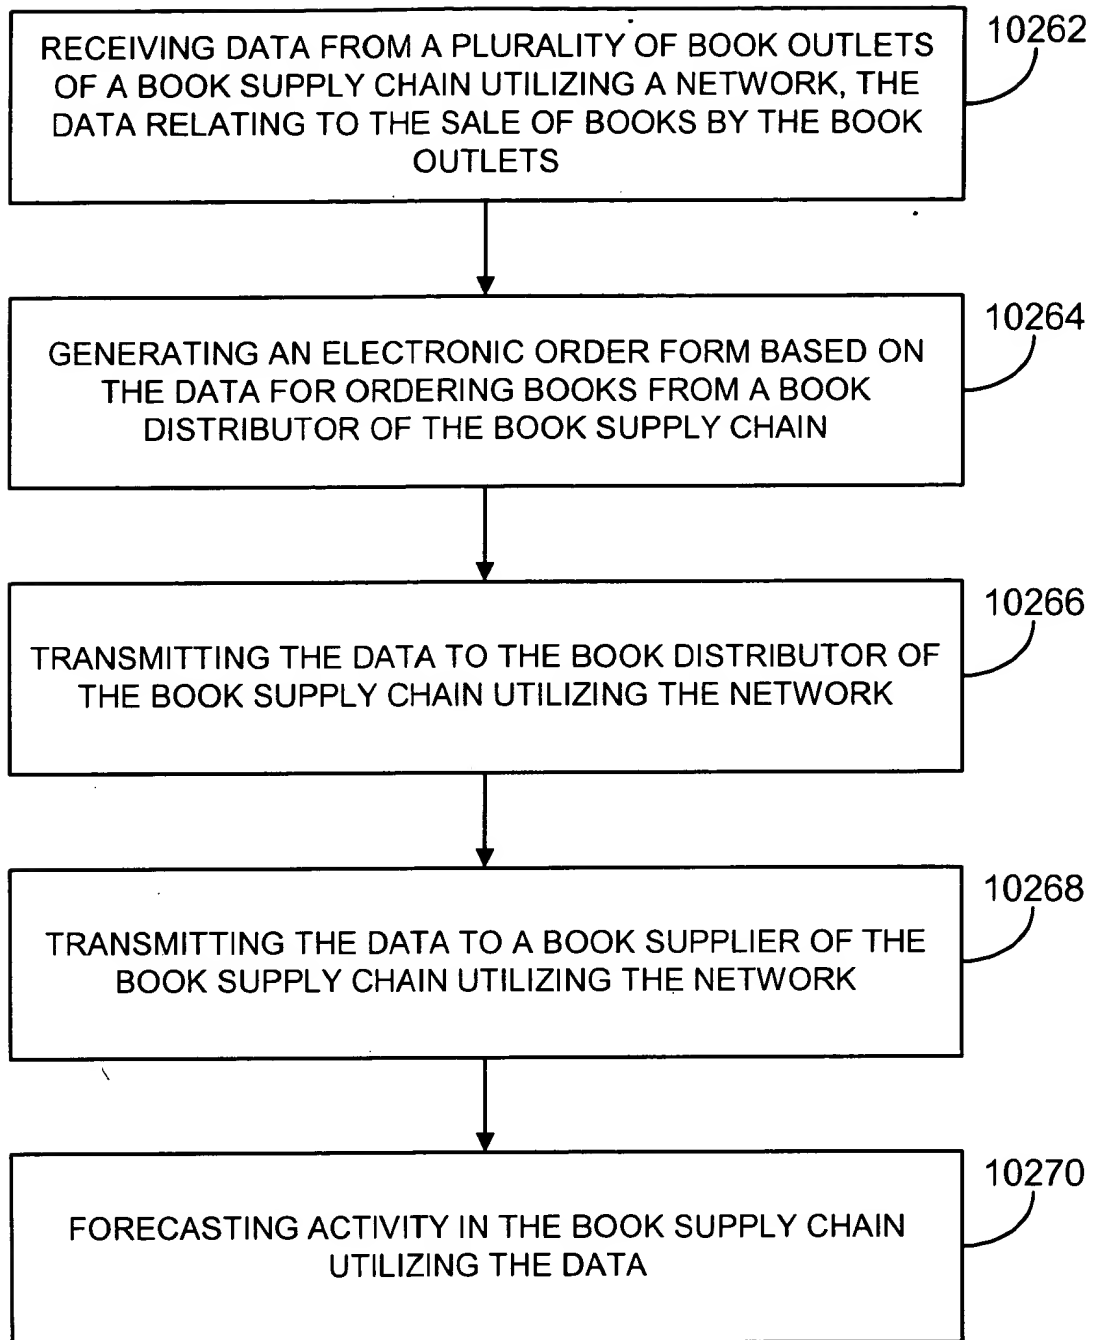 RECEIVING DATA FROM A PLURALITY OF BOOK OUTLETS
OF A BOOK SUPPLY CHAIN UTILIZING A NETWORK, THE
DATA RELATING TO THE SALE OF BOOKS BY THE BOOK
OUTLETS
10262
GENERATING AN ELECTRONIC ORDER FORM BASED ON
THE DATA FOR ORDERING BOOKS FROM A BOOK
DISTRIBUTOR OF THE BOOK SUPPLY CHAIN
10264
TRANSMITTING THE DATA TO THE BOOK DISTRIBUTOR OF
THE BOOK SUPPLY CHAIN UTILIZING THE NETWORK
10266
TRANSMITTING THE DATA TO A BOOK SUPPLIER OF THE
BOOK SUPPLY CHAIN UTILIZING THE NETWORK
10268
FORECASTING ACTIVITY IN THE BOOK SUPPLY CHAIN
UTILIZING THE DATA
10270